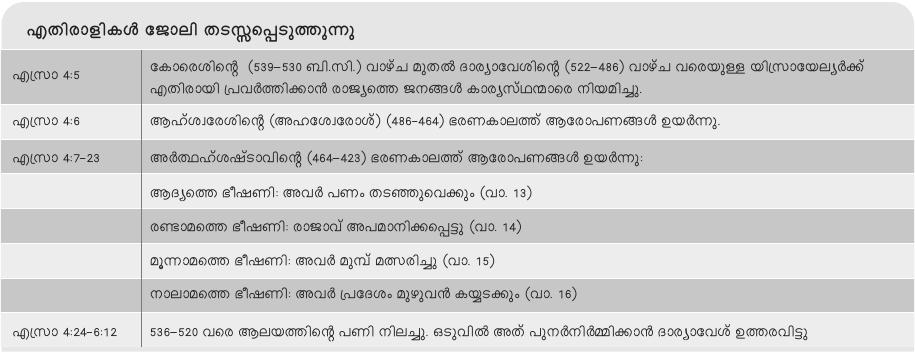 എതിരാളികൾ ജോലി തടസ്സപ്പെടുത്തുന്നു
എസ്രാ 4:5 കോരെശിന്റെ (539–530 ബി.സി.) വാഴ്ച മുതൽ ദാര്യാവേശിന്റെ (522–486) വാഴ്ച വരെയുള്ള യിസ്രായേല്യർക്ക്
എതിരായി പ്രവർത്തിക്കാൻ രാജ്യത്തെ ജനങ്ങൾ കാര്യസ്ഥന്മാരെ നിയമിച്ചു.
എസ്രാ 4:6 ആഹ്ശ്വരേശിന്റെ (അഹശ്വേരോശ്) (486-464) ഭരണകാലത്ത് ആരോപണങ്ങൾ ഉയർന്നു.
എസ്രാ 4:7–23 അർത്ഥഹ്ശഷ്ടാവിന്റെ (464–423) ഭരണകാലത്ത് ആരോപണങ്ങൾ ഉയർന്നു:
ആദ്യത്തെ ഭീഷണി: അവർ പണം തടഞ്ഞുവെക്കും (വാ. 13)
രണ്ടാമത്തെ ഭീഷണി: രാജാവ് അപമാനിക്കപ്പെട്ടു (വാ. 14)
മൂന്നാമത്തെ ഭീഷണി: അവർ മുമ്പ് മത്സരിച്ചു (വാ. 15)
നാലാമത്തെ ഭീഷണി: അവർ പ്രദേശം മുഴുവൻ കയ്യടക്കും (വാ. 16)
എസ്രാ 4:24-6:12 536–520 വരെ ആലയത്തിന്റെ പണി നിലച്ചു. ഒടുവിൽ അത് പുനർനിർമ്മിക്കാൻ ദാര്യാവേശ് ഉത്തരവിട്ടു